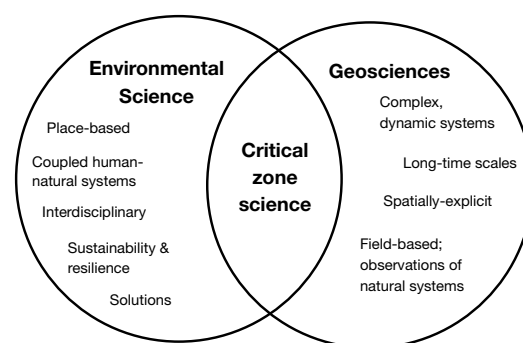 Environmental
Science
Place-based
Coupled human-
natural systems
Interdisciplinary
Sustainability &
resilience
Solutions
Critical
zone
science
Geosciences
Complex,
dynamic systems
Long-time scales
Spatially-explicit
Field-based;
observations of
natural systems